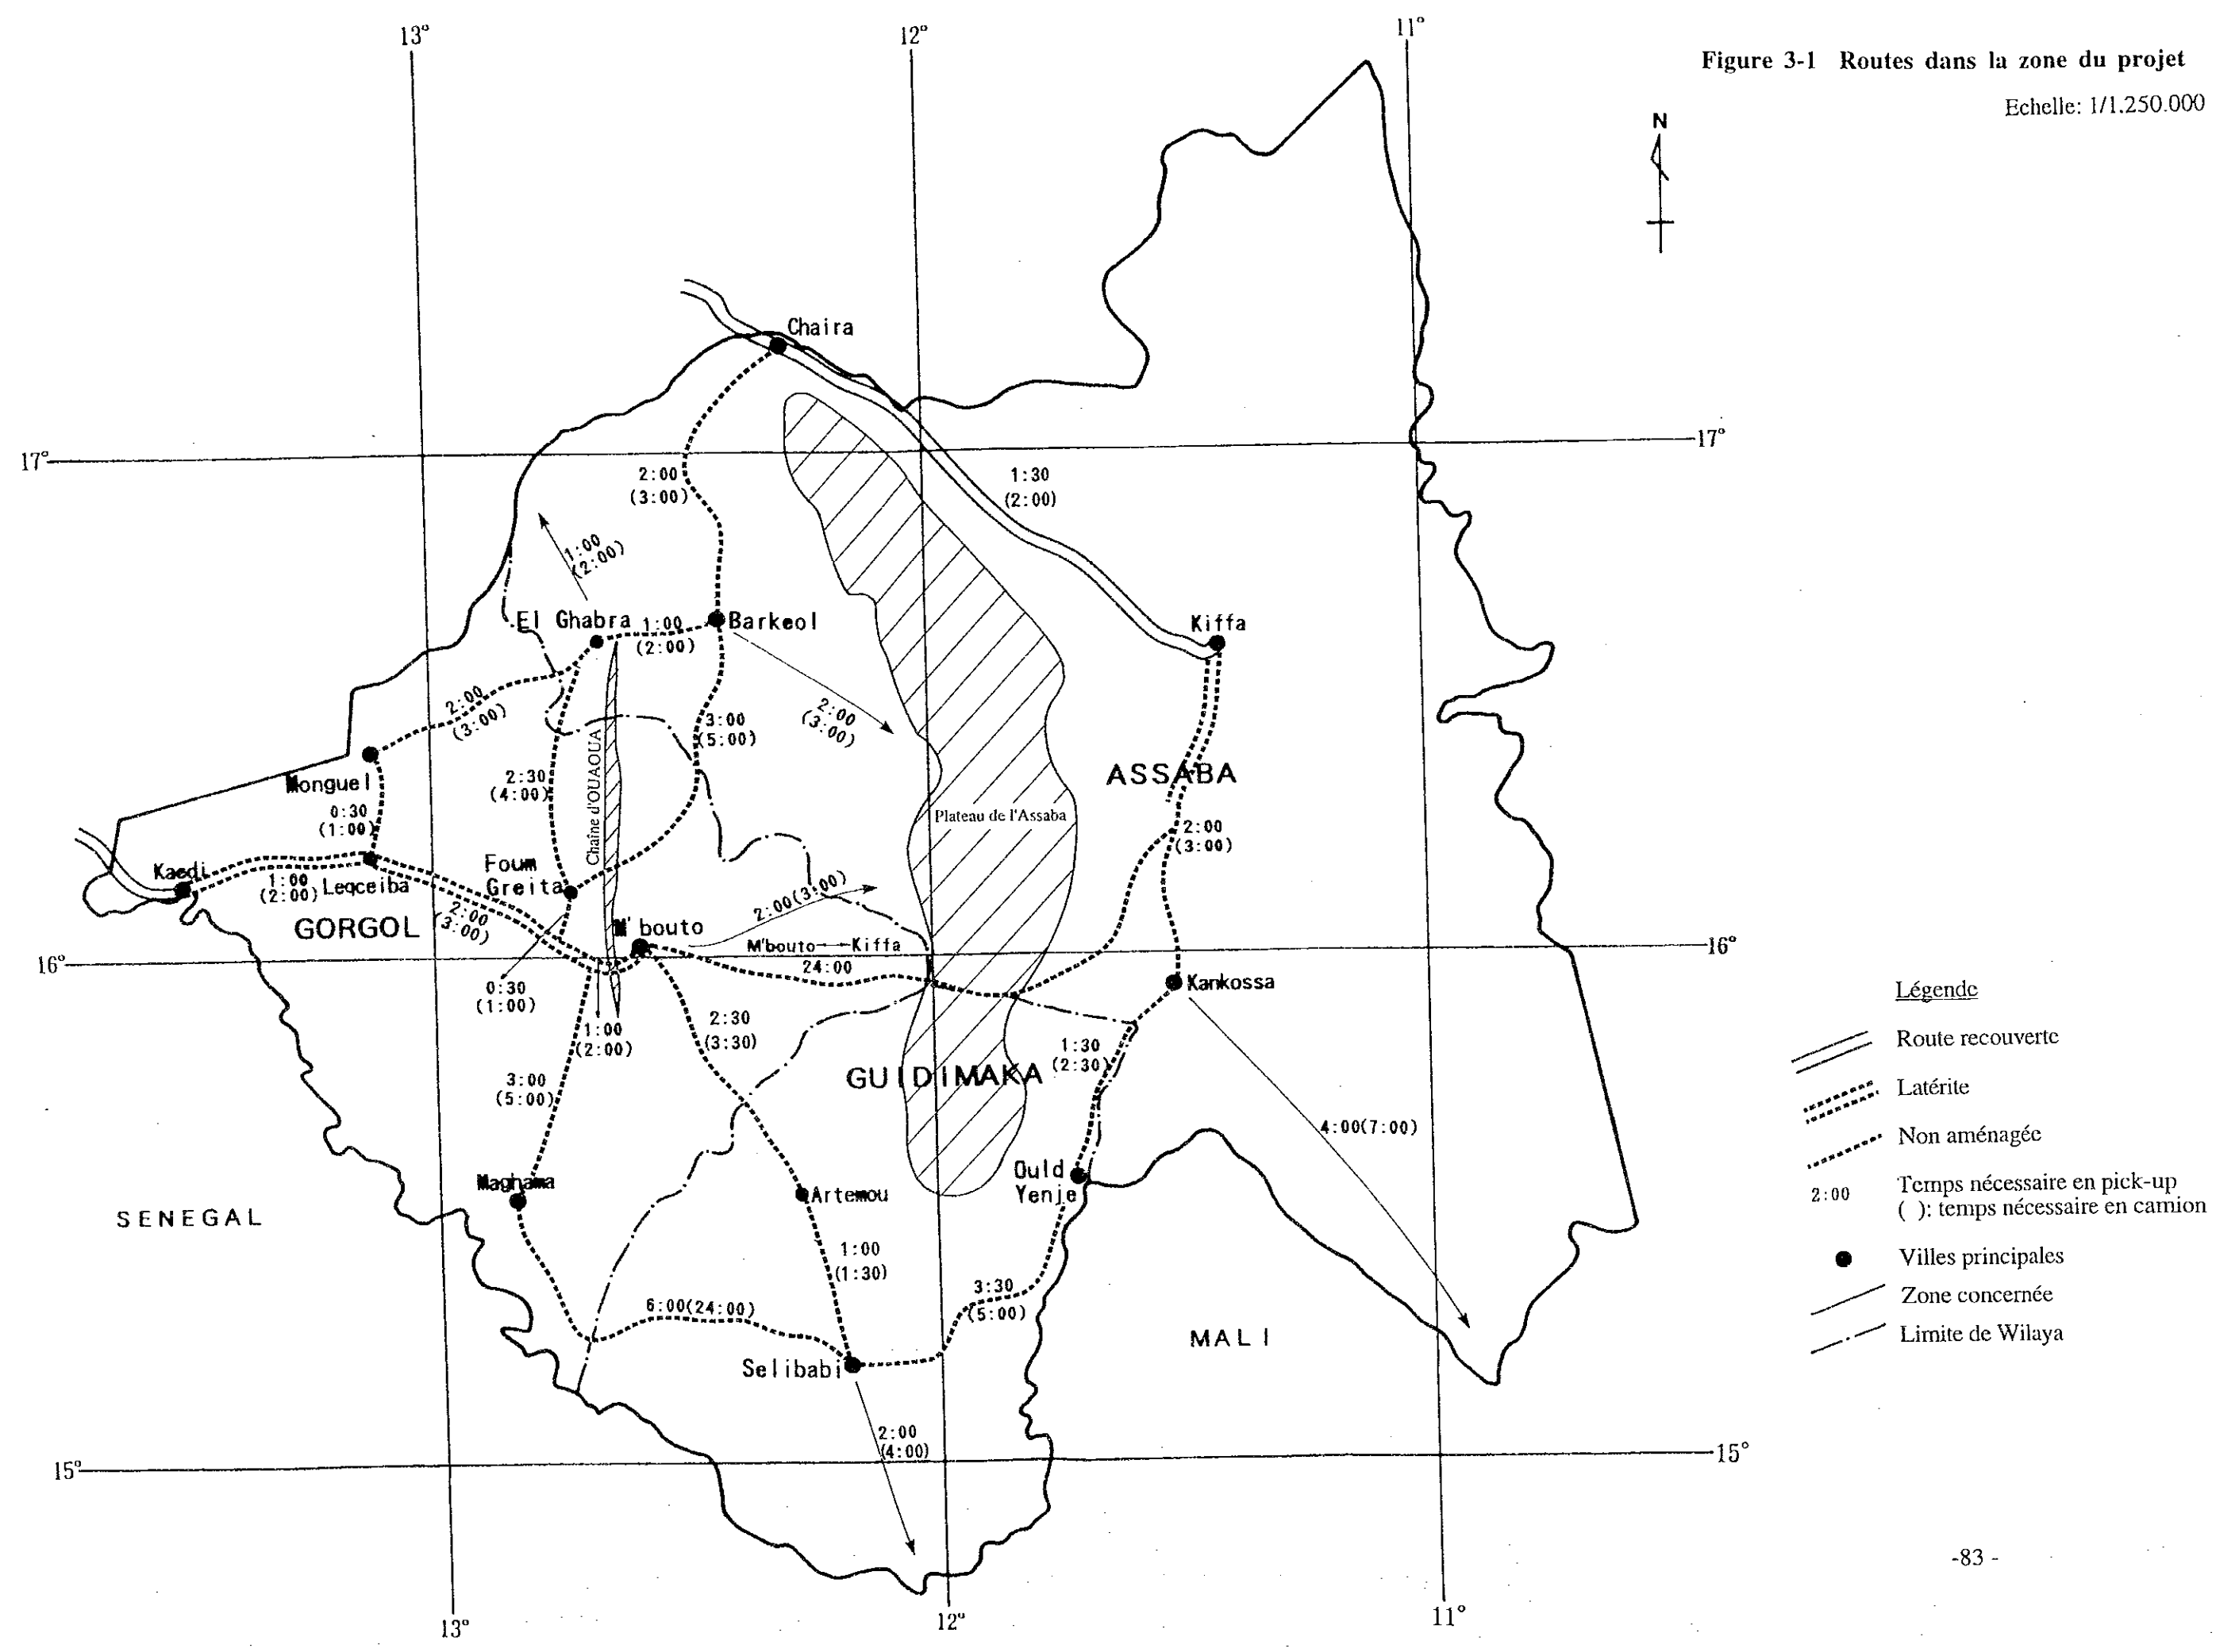 Figure 3-1 Routes dans la zone du projet
Echelle: 1/1.250.000
N
13°
12°
11°
Chaira
17°
17°
2:00
(3:00)
1:30
(2:00)
1:00
(2:00)
El Ghabra
1:00
(2:00)
Barkeol
Kiffa
2:00
(3:00)
3:00
(5:00)
2:00
(3:00)
Monguel
2:30
(4:00)
Chaîne d'OUAOUA
ASSABA
0:30
(1:00)
Plateau de l'Assaba
2:00
(3:00)
Kaedi
1:00
(2:00)
Leqceiba
Foum
Greita
2:00(3:00)
GORGOL
2:00
(3:00)
M'bouto
M'bouto——Kiffa
24:00
16°
16°
0:30
(1:00)
Kankossa
1:00
(2:00)
2:30
(3:30)
1:30
(2:30)
GUIDIMAKA
3:00
(5:00)
4:00(7:00)
Maghama
Artemou
Ould
Yenje
SENEGAL
1:00
(1:30)
3:30
(5:00)
6:00(24:00)
MALI
Selibabi
2:00
(4:00)
15°
15°
13°
12°
11°
Légende
Route recouverte
Latérite
Non aménagée
2:00
Temps nécessaire en pick-up
( ): temps nécessaire en camion
Villes principales
Zone concernée
Limite de Wilaya
-83 -